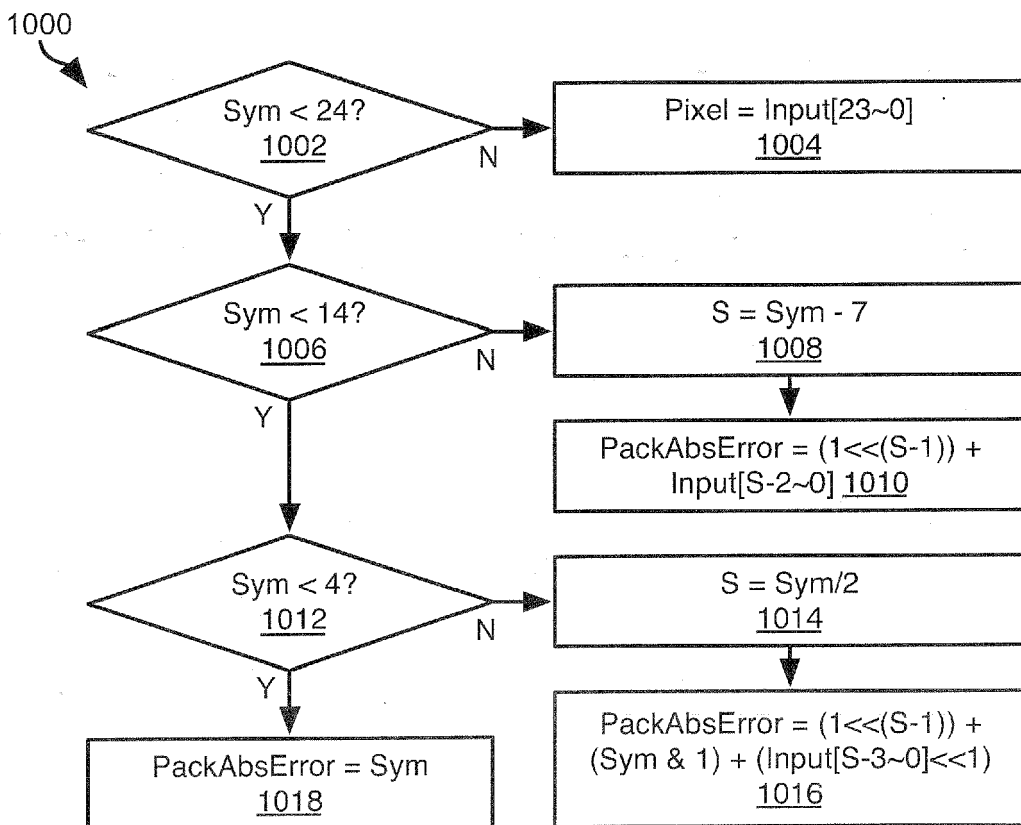 1000
Sym < 24?
1002
N
Y
Pixel = Input[23~0]
1004
Sym < 14?
1006
N
Y
S = Sym - 7
1008
PackAbsError = (1<<(S-1)) +
Input[S-2~0] 1010
Sym < 4?
1012
N
Y
S = Sym/2
1014
PackAbsError = (1<<(S-1)) +
(Sym & 1) + (Input[S-3~0]<<1)
1016
PackAbsError = Sym
1018